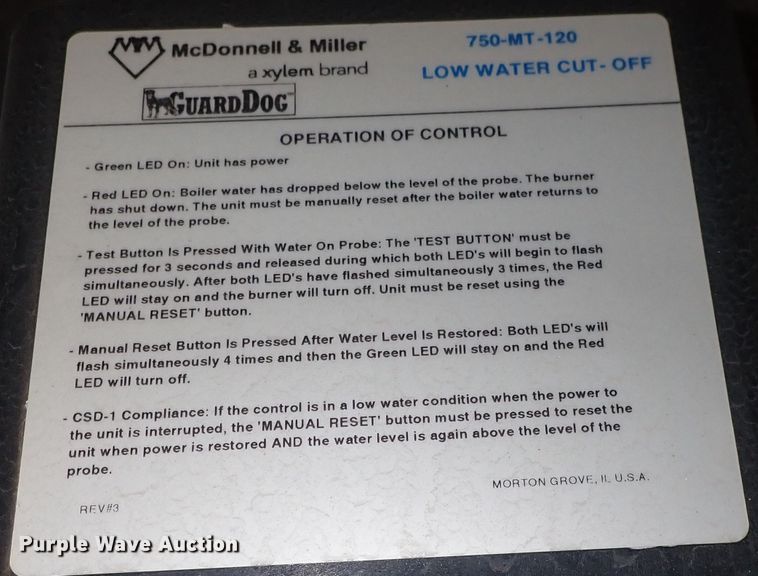 McDonnell & Miller
a xylem brand
GUARD DOG™
750-MT-120
LOW WATER CUT- OFF
OPERATION OF CONTROL
- Green LED On: Unit has power
- Red LED On: Boiler water has dropped below the level of the probe. The burner
has shut down. The unit must be manually reset after the boiler water returns to
the level of the probe.
- Test Button Is Pressed With Water On Probe: The 'TEST BUTTON' must be
pressed for 3 seconds and released during which both LED's will begin to flash
simultaneously. After both LED's have flashed simultaneously 3 times, the Red
LED will stay on and the burner will turn off. Unit must be reset using the
'MANUAL RESET' button.
- Manual Reset Button Is Pressed After Water Level Is Restored: Both LED's will
flash simultaneously 4 times and then the Green LED will stay on and the Red
LED will turn off.
- CSD-1 Compliance: If the control is in a low water condition when the power to
the unit is interrupted, the 'MANUAL RESET' button must be pressed to reset the
unit when power is restored AND the water level is again above the level of the
probe.
MORTON GROVE, IL U.S.A.
REV#3
Purple Wave Auction